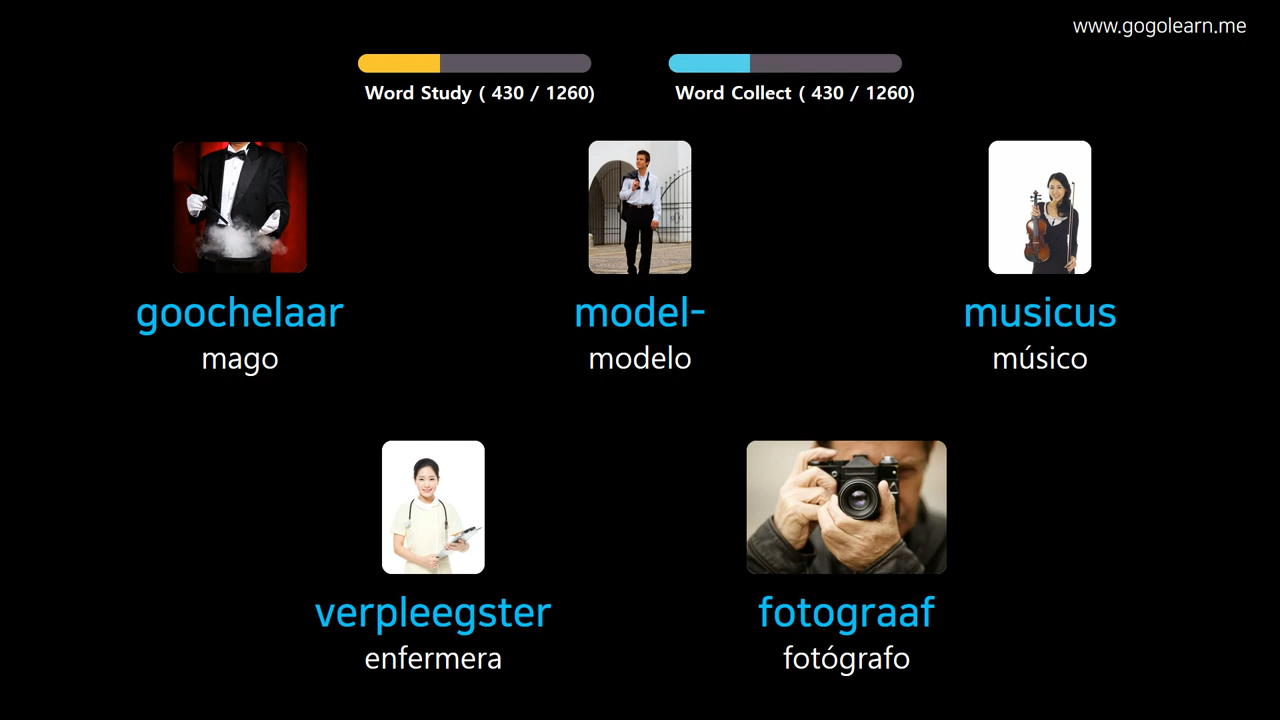 www.gogolearn.me
Word Study ( 430 / 1260)
Word Collect ( 430 / 1260)
goochelaar
mago
model-
modelo
musicus
músico
verpleegster
enfermera
fotograaf
fotógrafo